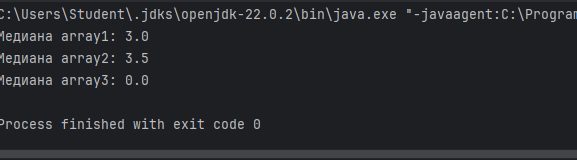 C:\Users\Student\.jdks\openjdk-22.0.2\bin\java.exe "-javaagent:C:\Program
Медиана array1: 3.0
Медиана array2: 3.5
Медиана array3: 0.0
Process finished with exit code 0